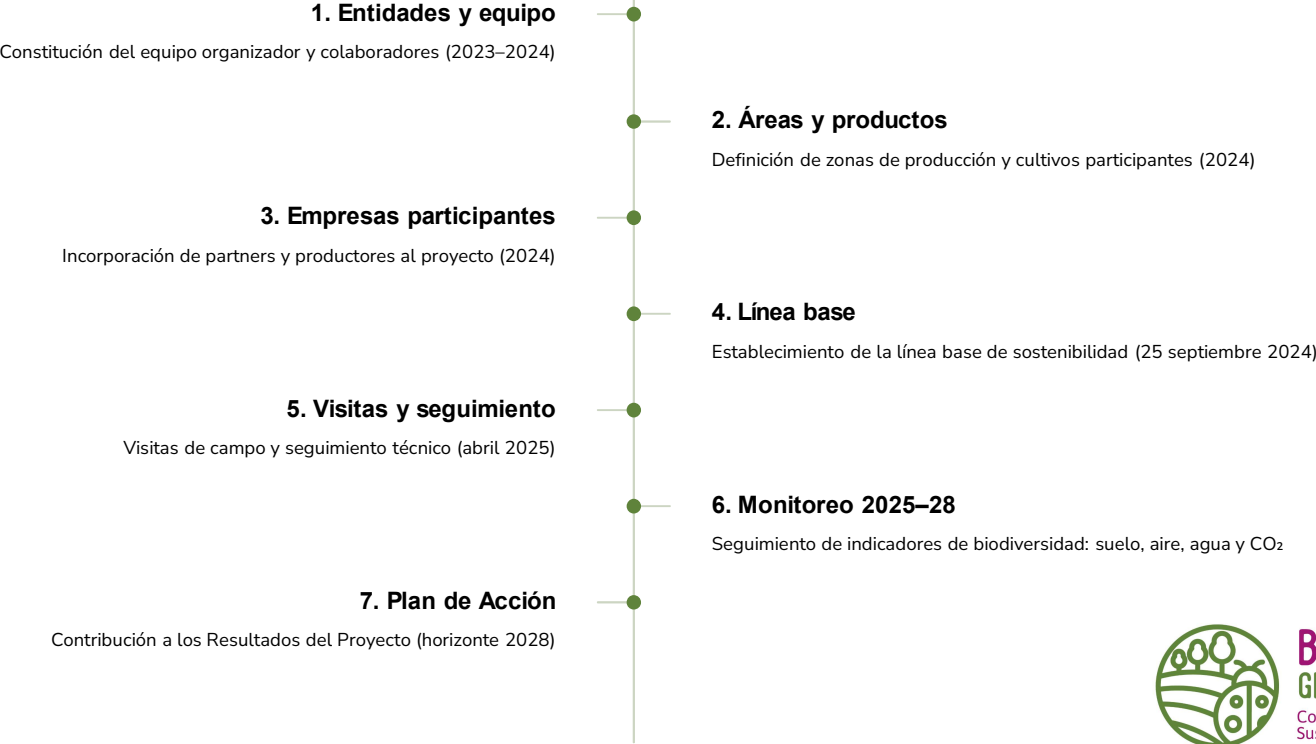 1. Entidades y equipo
Constitución del equipo organizador y colaboradores (2023–2024)
2. Áreas y productos
Definición de zonas de producción y cultivos participantes (2024)
3. Empresas participantes
Incorporación de partners y productores al proyecto (2024)
4. Línea base
Establecimiento de la línea base de sostenibilidad (25 septiembre 2024)
5. Visitas y seguimiento
Visitas de campo y seguimiento técnico (abril 2025)
6. Monitoreo 2025–28
Seguimiento de indicadores de biodiversidad: suelo, aire, agua y CO₂
7. Plan de Acción
Contribución a los Resultados del Proyecto (horizonte 2028)